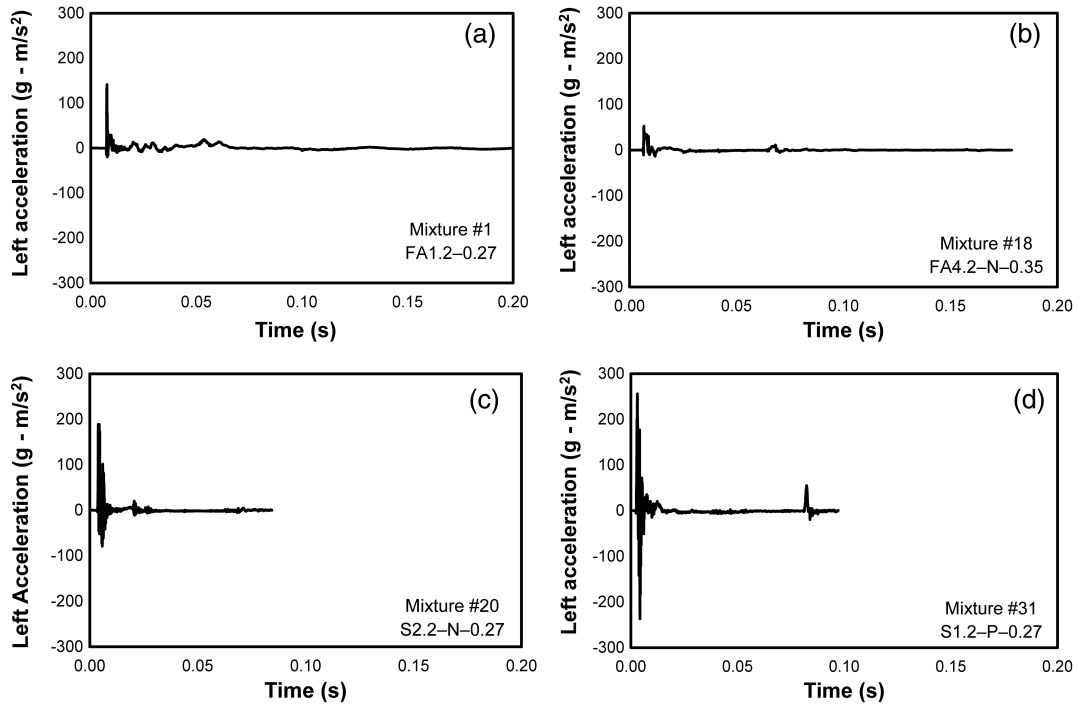 (a)
Left acceleration (g - m/s²)
300
200
100
0
-100
-200
-300
Mixture #1
FA1.2–0.27
0.00 0.05 0.10 0.15 0.20
Time (s)
(b)
Left acceleration (g - m/s²)
300
200
100
0
-100
-200
-300
Mixture #18
FA4.2–N–0.35
0.00 0.05 0.10 0.15 0.20
Time (s)
(c)
Left Acceleration (g - m/s²)
300
200
100
0
-100
-200
-300
Mixture #20
S2.2–N–0.27
0.00 0.05 0.10 0.15 0.20
Time (s)
(d)
Left acceleration (g - m/s²)
300
200
100
0
-100
-200
-300
Mixture #31
S1.2–P–0.27
0.00 0.05 0.10 0.15 0.20
Time (s)